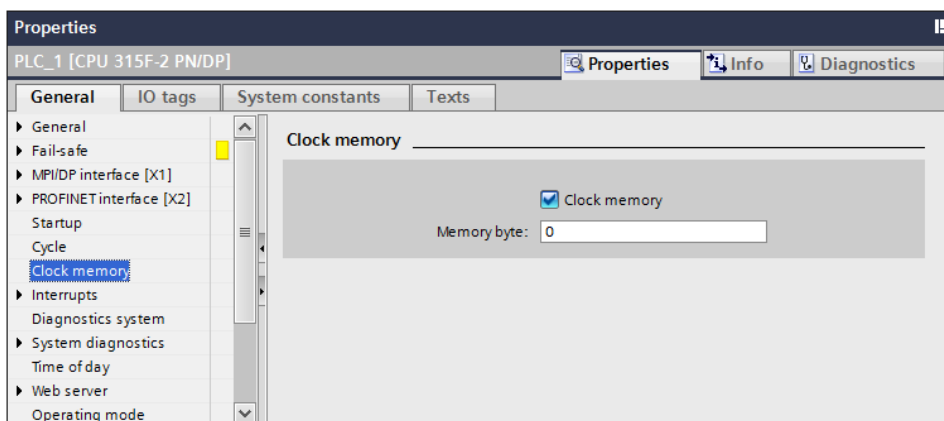 Properties
PLC_1 [CPU 315F-2 PN/DP]
Properties
Info
Diagnostics
General
IO tags
System constants
Texts
General
Fail-safe
MPI/DP interface [X1]
PROFINET interface [X2]
Startup
Cycle
Clock memory
Interrupts
Diagnostics system
System diagnostics
Time of day
Web server
Operating mode
Clock memory
Clock memory
Memory byte: 0